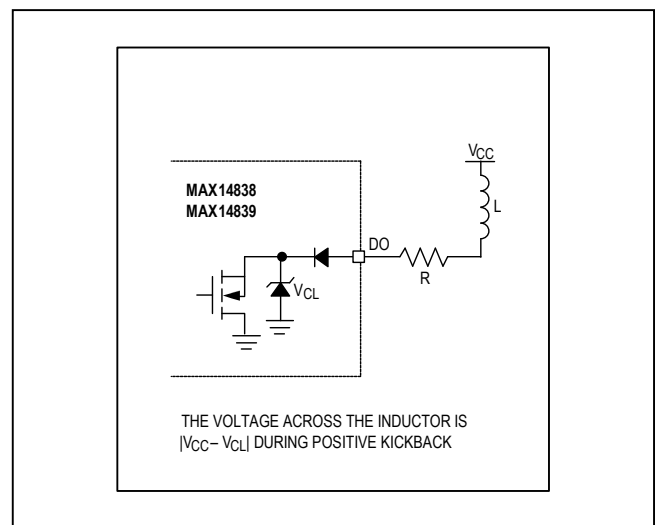 VCC
L
MAX14838
MAX14839
DO
R
VCL
THE VOLTAGE ACROSS THE INDUCTOR IS
|VCC– VCL| DURING POSITIVE KICKBACK